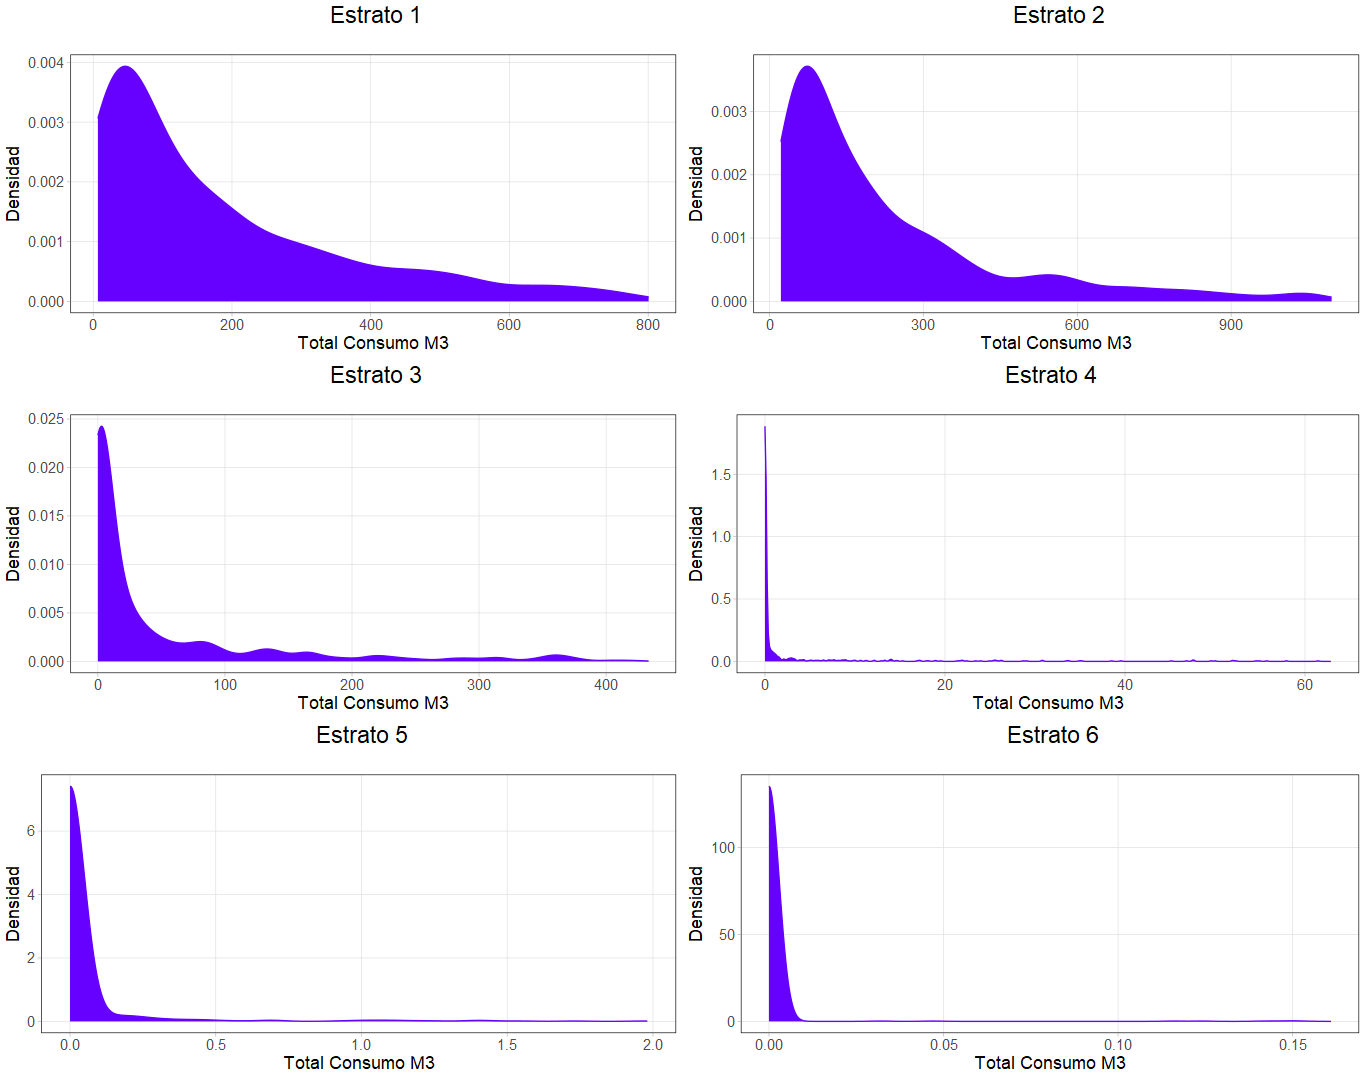 Estrato 1
Densidad
0.004
0.003
0.002
0.001
0.000
0 200 400 600 800
Total Consumo M3
Estrato 2
Densidad
0.003
0.002
0.001
0.000
0 300 600 900
Total Consumo M3
Estrato 3
Densidad
0.025
0.020
0.015
0.010
0.005
0.000
0 100 200 300 400
Total Consumo M3
Estrato 4
Densidad
1.5
1.0
0.5
0.0
0 20 40 60
Total Consumo M3
Estrato 5
Densidad
6
4
2
0
0.0 0.5 1.0 1.5 2.0
Total Consumo M3
Estrato 6
Densidad
100
50
0
0.00 0.05 0.10 0.15
Total Consumo M3